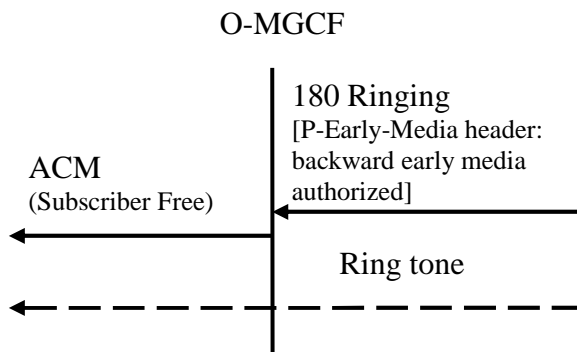 O-MGCF
180 Ringing
[P-Early-Media header:
backward early media
authorized]
ACM
(Subscriber Free)
Ring tone